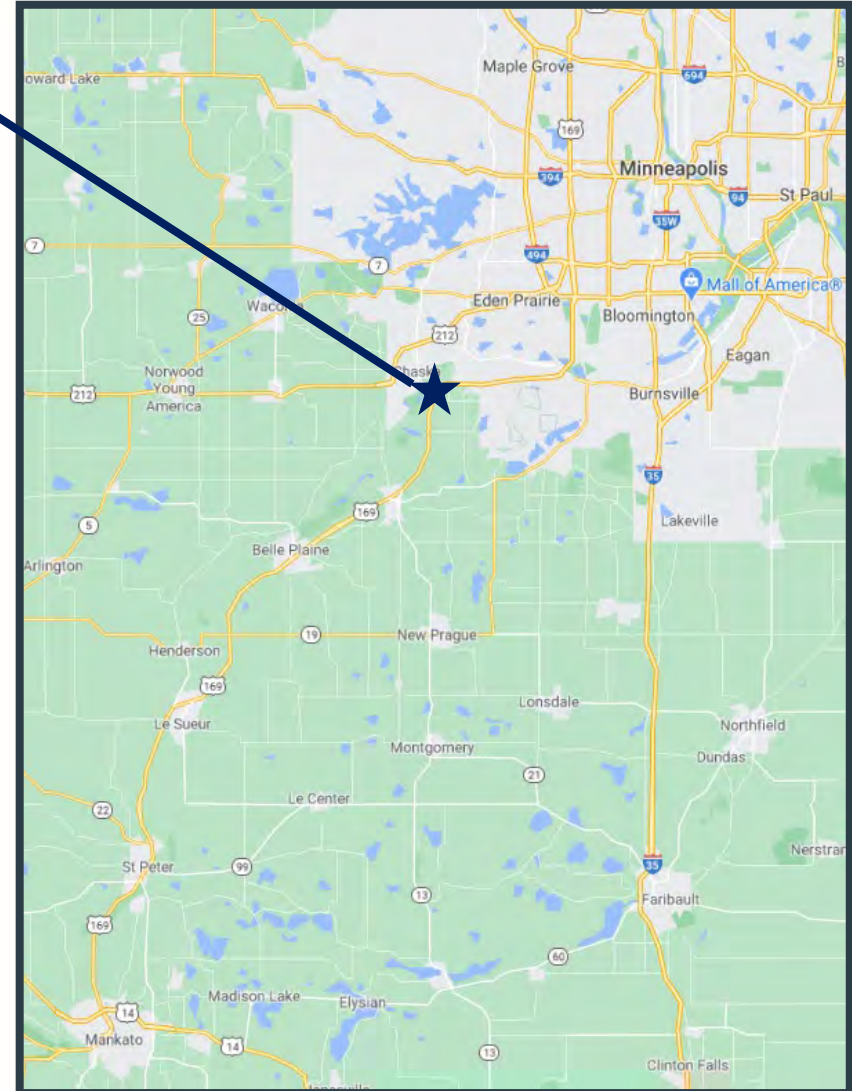 Maple Grove
oward Lake
694
169
Minneapolis
394
94
St Paul
35W
7
494
7
Mall of America®
Eden Prairie
Waco
25
Bloomington
212
Eagan
Chaska
Norwood
Young
America
212
Burnsville
35
169
Lakeville
5
Belle Plaine
Arlington
19
New Prague
Henderson
169
Lonsdale
Le Sueur
Northfield
Montgomery
Dundas
21
Le Center
22
Nerstran
St Peter
99
35
13
Faribault
169
60
Madison Lake
Elysian
14
Mankato
14
13
Clinton Falls